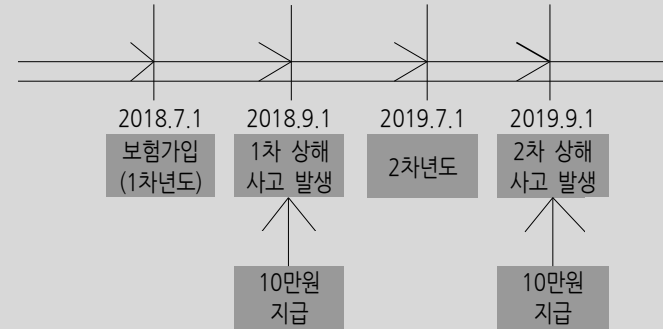 2018.7.1
보험가입
(1차년도)
2018.9.1
1차 상해
사고 발생
2019.7.1
2차년도
2019.9.1
2차 상해
사고 발생
10만원
지급
10만원
지급